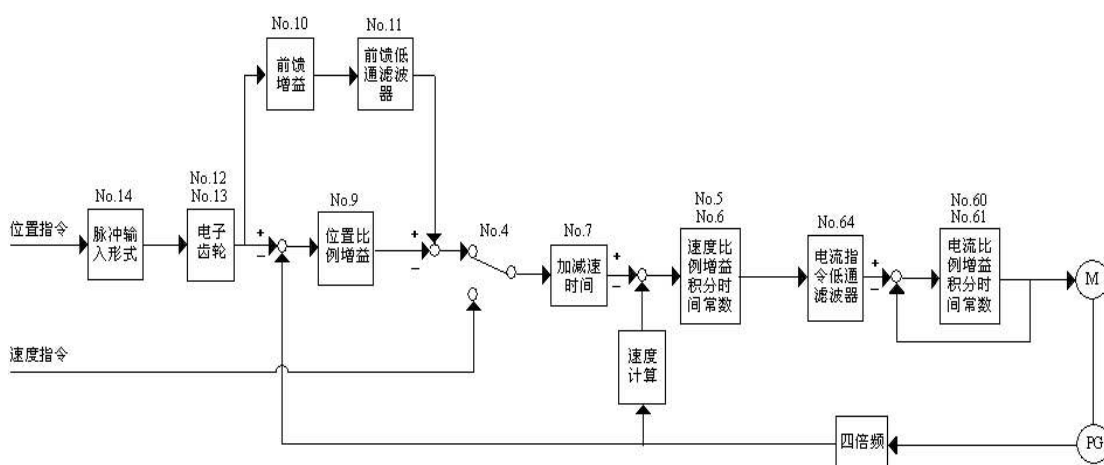 No.10
No.11
前馈
增益
前馈低
通滤波
器
No.12
No.13
No.14
No.9
No.4
No.7
No.5
No.6
No.64
No.60
No.61
位置指令
脉冲输
入形式
电子
齿轮
+
−
位置比
例增益
+
−
加减速
时间
+
−
速度比
例增益
积分时
间常数
电流指
令低通
滤波器
+
−
电流比
例增益
积分时
间常数
M
速度指令
速度
计算
四倍频
PG